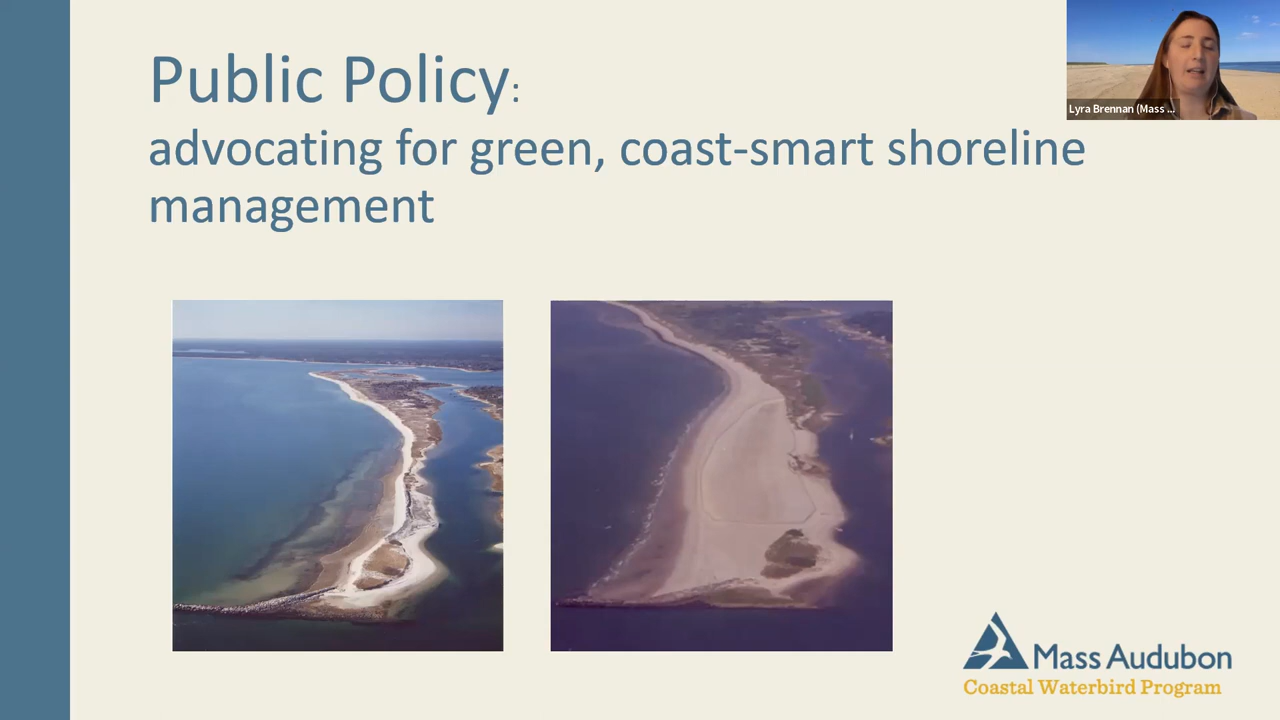 Public Policy:
advocating for green, coast-smart shoreline
management
Lyra Brennan (Mass ...
Mass Audubon
Coastal Waterbird Program